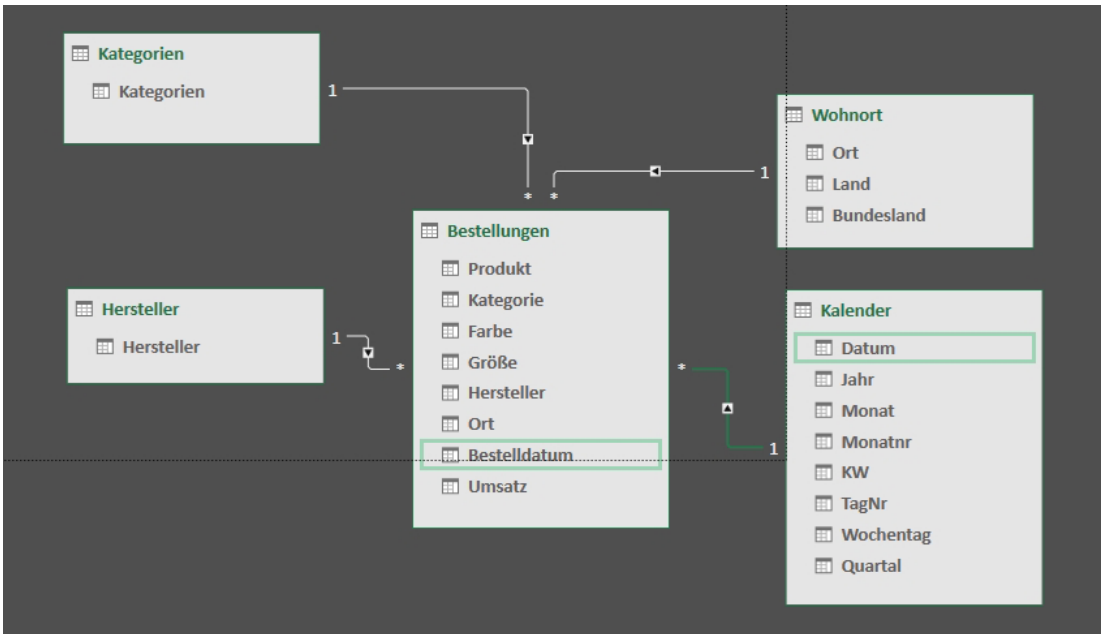 Kategorien
Kategorien
1
Wohnort
Ort
Land
Bundesland
1
*
*
Bestellungen
Produkt
Kategorie
Farbe
Größe
Hersteller
Ort
Bestelldatum
Umsatz
Hersteller
Hersteller
1
*
*
1
Kalender
Datum
Jahr
Monat
Monatnr
KW
TagNr
Wochentag
Quartal